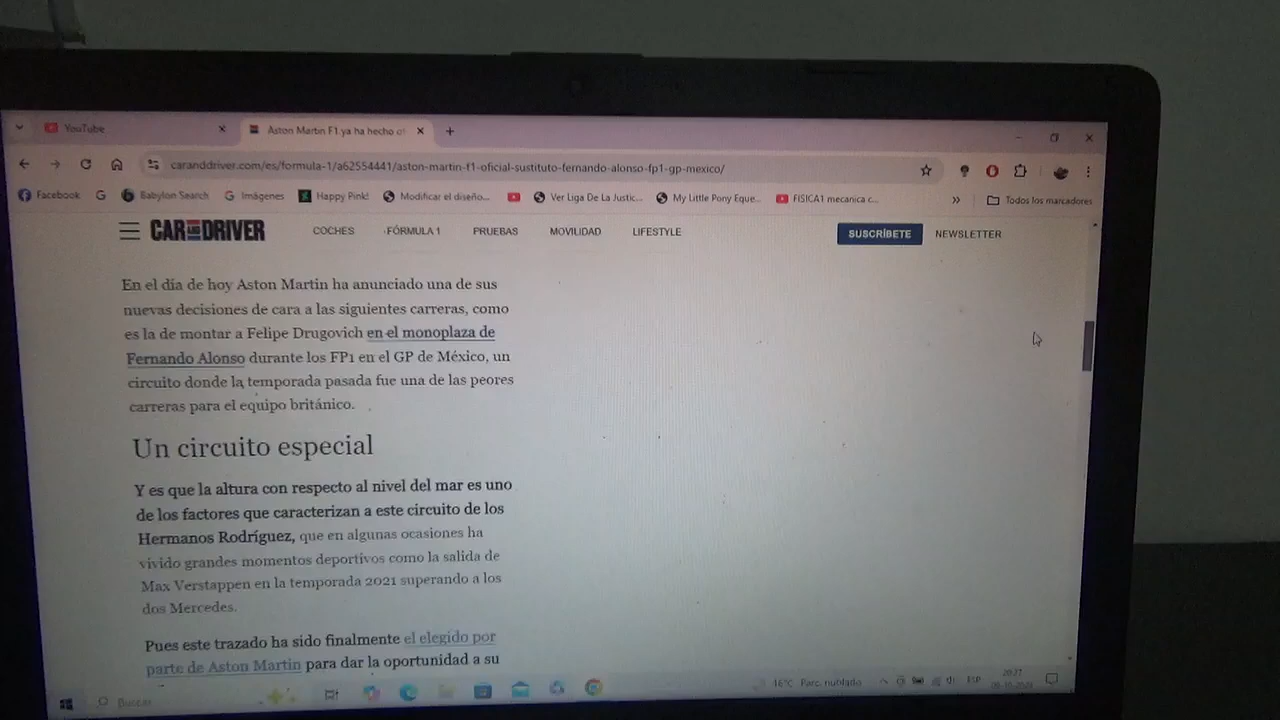 YouTube
Aston Martin F1 ya ha hecho of
caranddriver.com/es/formula-1/a62554441/aston-martin-f1-oficial-sustituto-fernando-alonso-fp1-gp-mexico/
Facebook
Babylon Search
Imágenes
Happy Pink!
Modificar el diseño...
Ver Liga De La Justic...
My Little Pony Eque...
FISICA1 mecanica c...
»
Todos los marcadores
CAR AND DRIVER
COCHES
FÓRMULA 1
PRUEBAS
MOVILIDAD
LIFESTYLE
SUSCRÍBETE
NEWSLETTER
En el día de hoy Aston Martin ha anunciado una de sus
nuevas decisiones de cara a las siguientes carreras, como
es la de montar a Felipe Drugovich en el monoplaza de
Fernando Alonso durante los FP1 en el GP de México, un
circuito donde la temporada pasada fue una de las peores
carreras para el equipo británico.
Un circuito especial
Y es que la altura con respecto al nivel del mar es uno
de los factores que caracterizan a este circuito de los
Hermanos Rodríguez, que en algunas ocasiones ha
vivido grandes momentos deportivos como la salida de
Max Verstappen en la temporada 2021 superando a los
dos Mercedes.
Pues este trazado ha sido finalmente el elegido por
parte de Aston Martin para dar la oportunidad a su
Buscar
16°C Parc. nublado
ESP
20:27